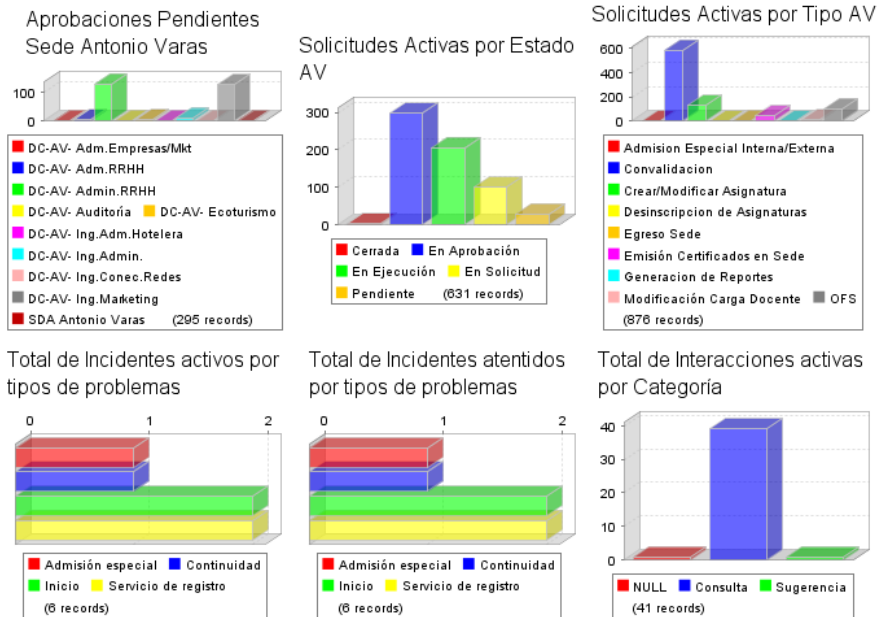 Aprobaciones Pendientes
Sede Antonio Varas
100
0
DC-AV- Adm.Empresas/Mkt
DC-AV- Adm.RRHH
DC-AV- Admin.RRHH
DC-AV- Auditoría DC-AV- Ecoturismo
DC-AV- Ing.Adm.Hotelera
DC-AV- Ing.Admin.
DC-AV- Ing.Conec.Redes
DC-AV- Ing.Marketing
SDA Antonio Varas (295 records)
Solicitudes Activas por Estado
AV
300
200
100
0
Cerrada En Aprobación
En Ejecución En Solicitud
Pendiente (631 records)
Solicitudes Activas por Tipo AV
600
400
200
0
Admision Especial Interna/Externa
Convalidacion
Crear/Modificar Asignatura
Desinscripcion de Asignaturas
Egreso Sede
Emisión Certificados en Sede
Generacion de Reportes
Modificación Carga Docente OFS
(876 records)
Total de Incidentes activos por
tipos de problemas
0 1 2
Admisión especial Continuidad
Inicio Servicio de registro
(6 records)
Total de Incidentes atentidos
por tipos de problemas
0 1 2
Admisión especial Continuidad
Inicio Servicio de registro
(6 records)
Total de Interacciones activas
por Categoría
40
30
20
10
0
NULL Consulta Sugerencia
(41 records)